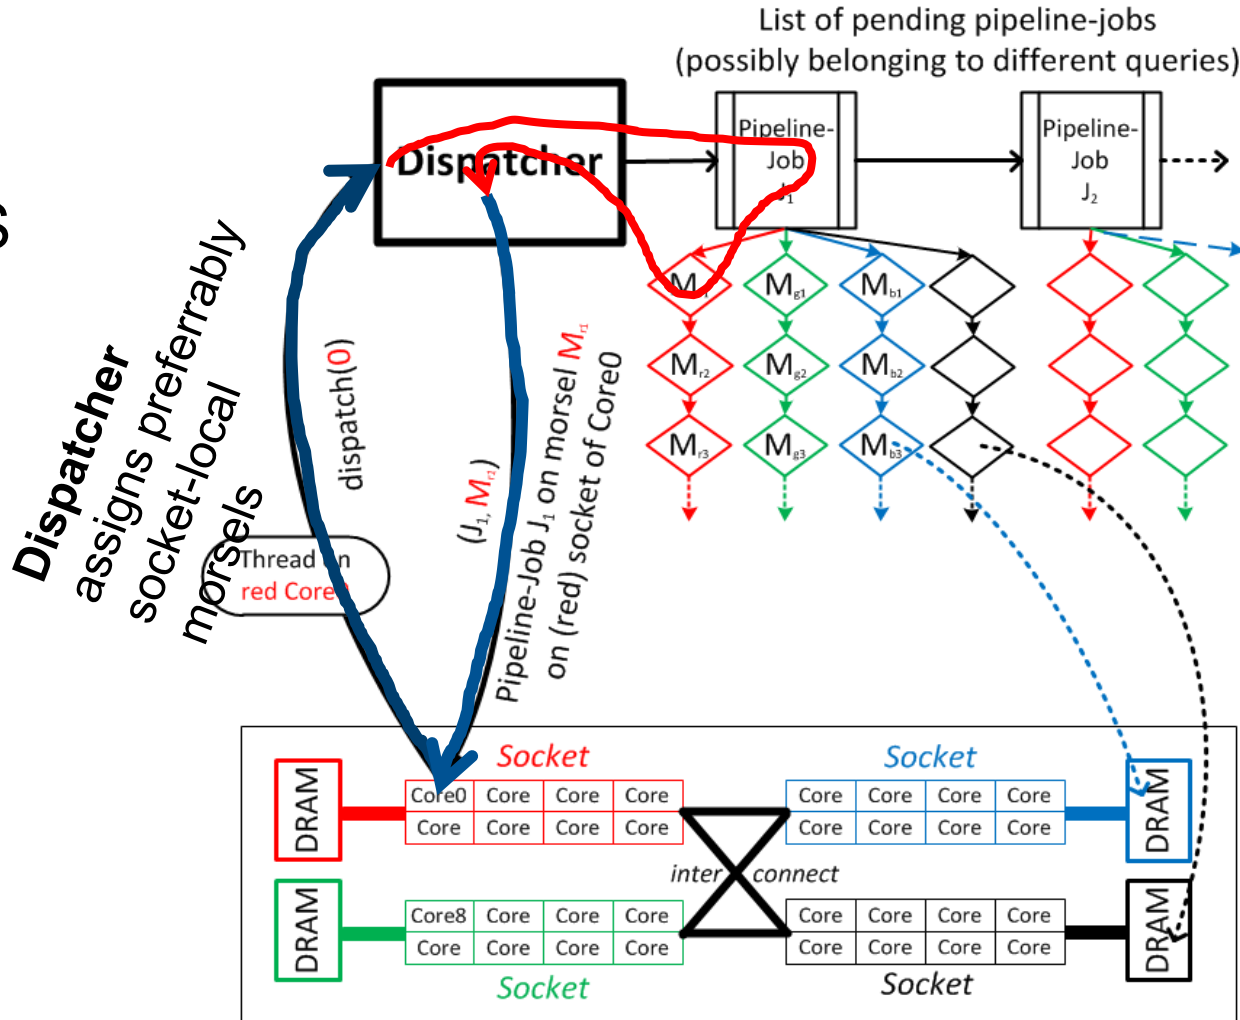 List of pending pipeline-jobs
(possibly belonging to different queries)
Dispatcher
Pipeline-
Job
J1
Pipeline-
Job
J2
Mg1
Mb1
Mr2
Mg2
Mb2
Mr3
Mg3
Mb3
Dispatcher
assigns preferrably
socket-local
morsels
dispatch(0)
(J1, Mr1)
Pipeline-Job J1 on morsel Mr1
on (red) socket of Core0
Thread
red Core
Socket
Socket
DRAM
Core0 Core Core Core
Core Core Core Core
Core Core Core Core
Core Core Core Core
DRAM
inter connect
DRAM
Core8 Core Core Core
Core Core Core Core
Core Core Core Core
Core Core Core Core
DRAM
Socket
Socket